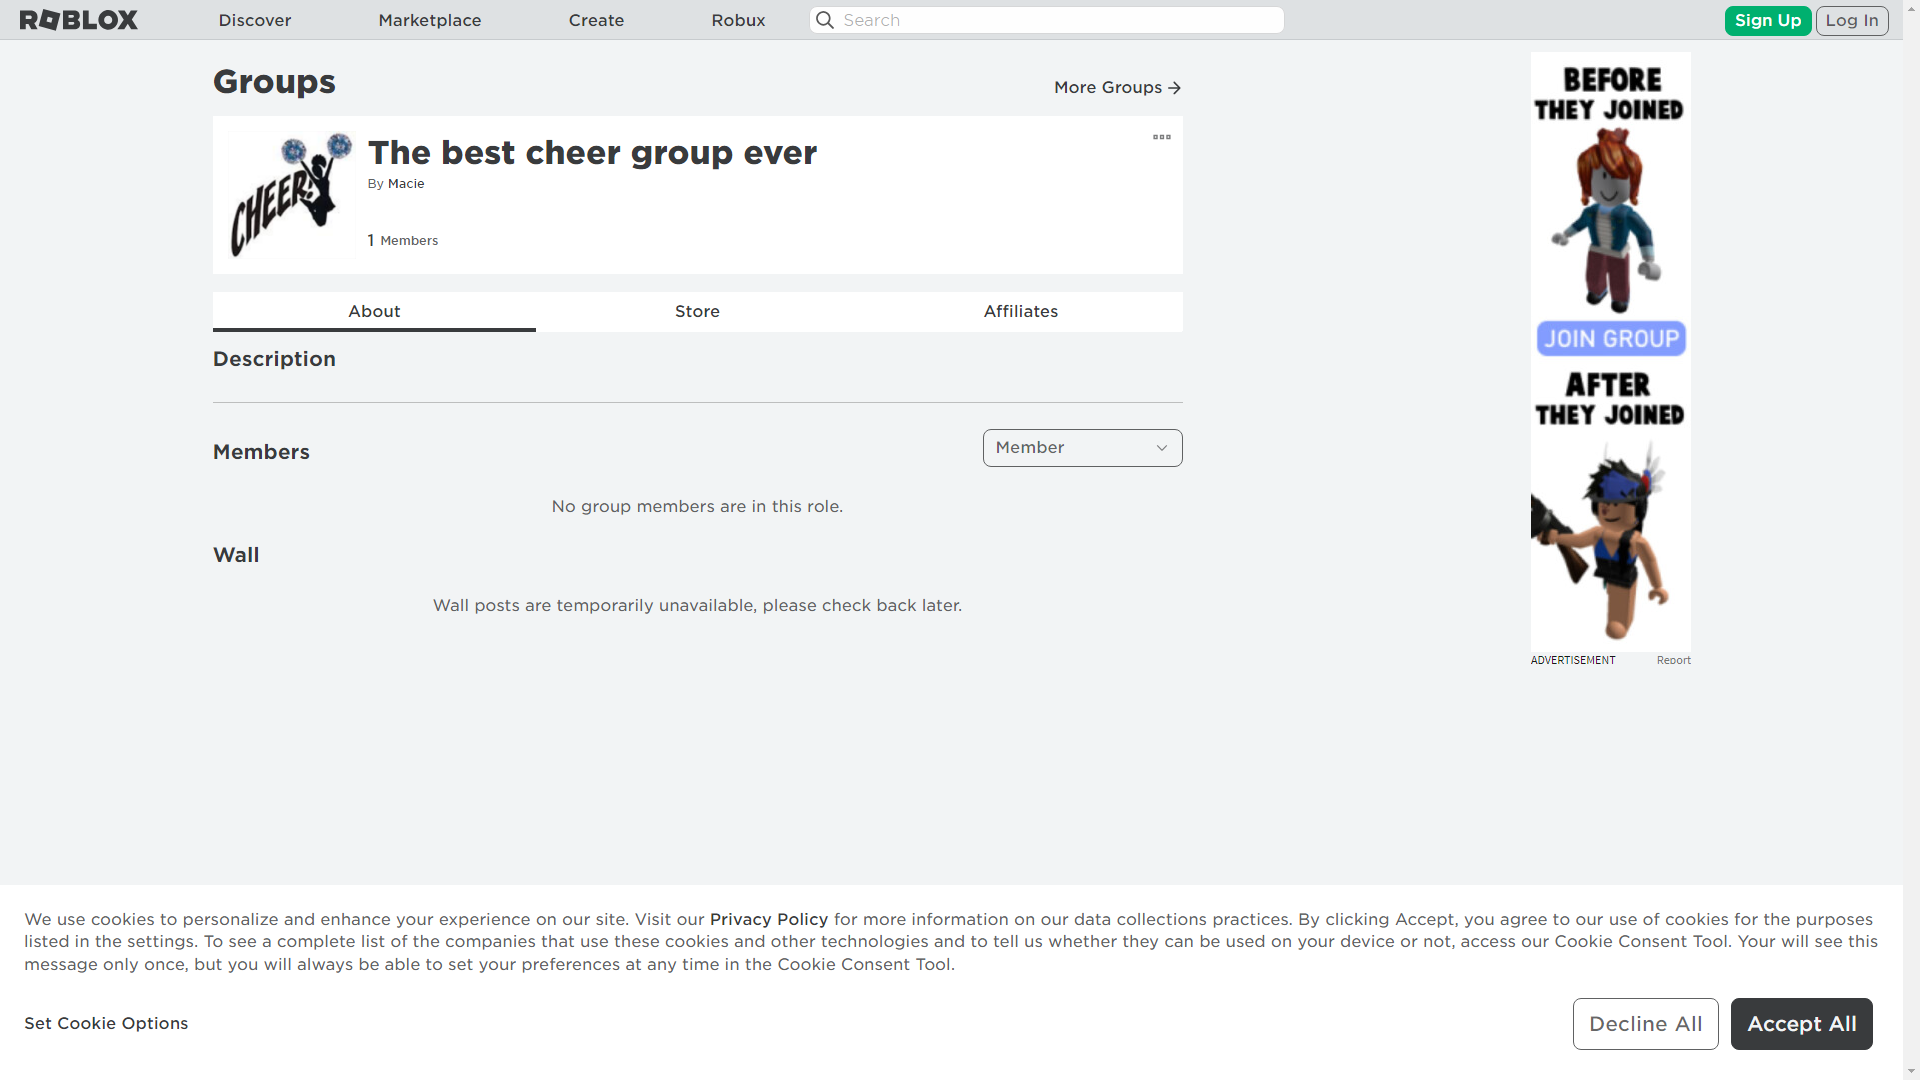 ROBLOX
Discover
Marketplace
Create
Robux
Search
Sign Up
Log In
Groups
More Groups
CHEER!
The best cheer group ever
By Macie
1 Members
About
Store
Affiliates
Description
Members
Member
No group members are in this role.
Wall
Wall posts are temporarily unavailable, please check back later.
BEFORE
THEY JOINED
JOIN GROUP
AFTER
THEY JOINED
ADVERTISEMENT
Report
We use cookies to personalize and enhance your experience on our site. Visit our Privacy Policy for more information on our data collections practices. By clicking Accept, you agree to our use of cookies for the purposes
listed in the settings. To see a complete list of the companies that use these cookies and other technologies and to tell us whether they can be used on your device or not, access our Cookie Consent Tool. Your will see this
message only once, but you will always be able to set your preferences at any time in the Cookie Consent Tool.
Set Cookie Options
Decline All
Accept All